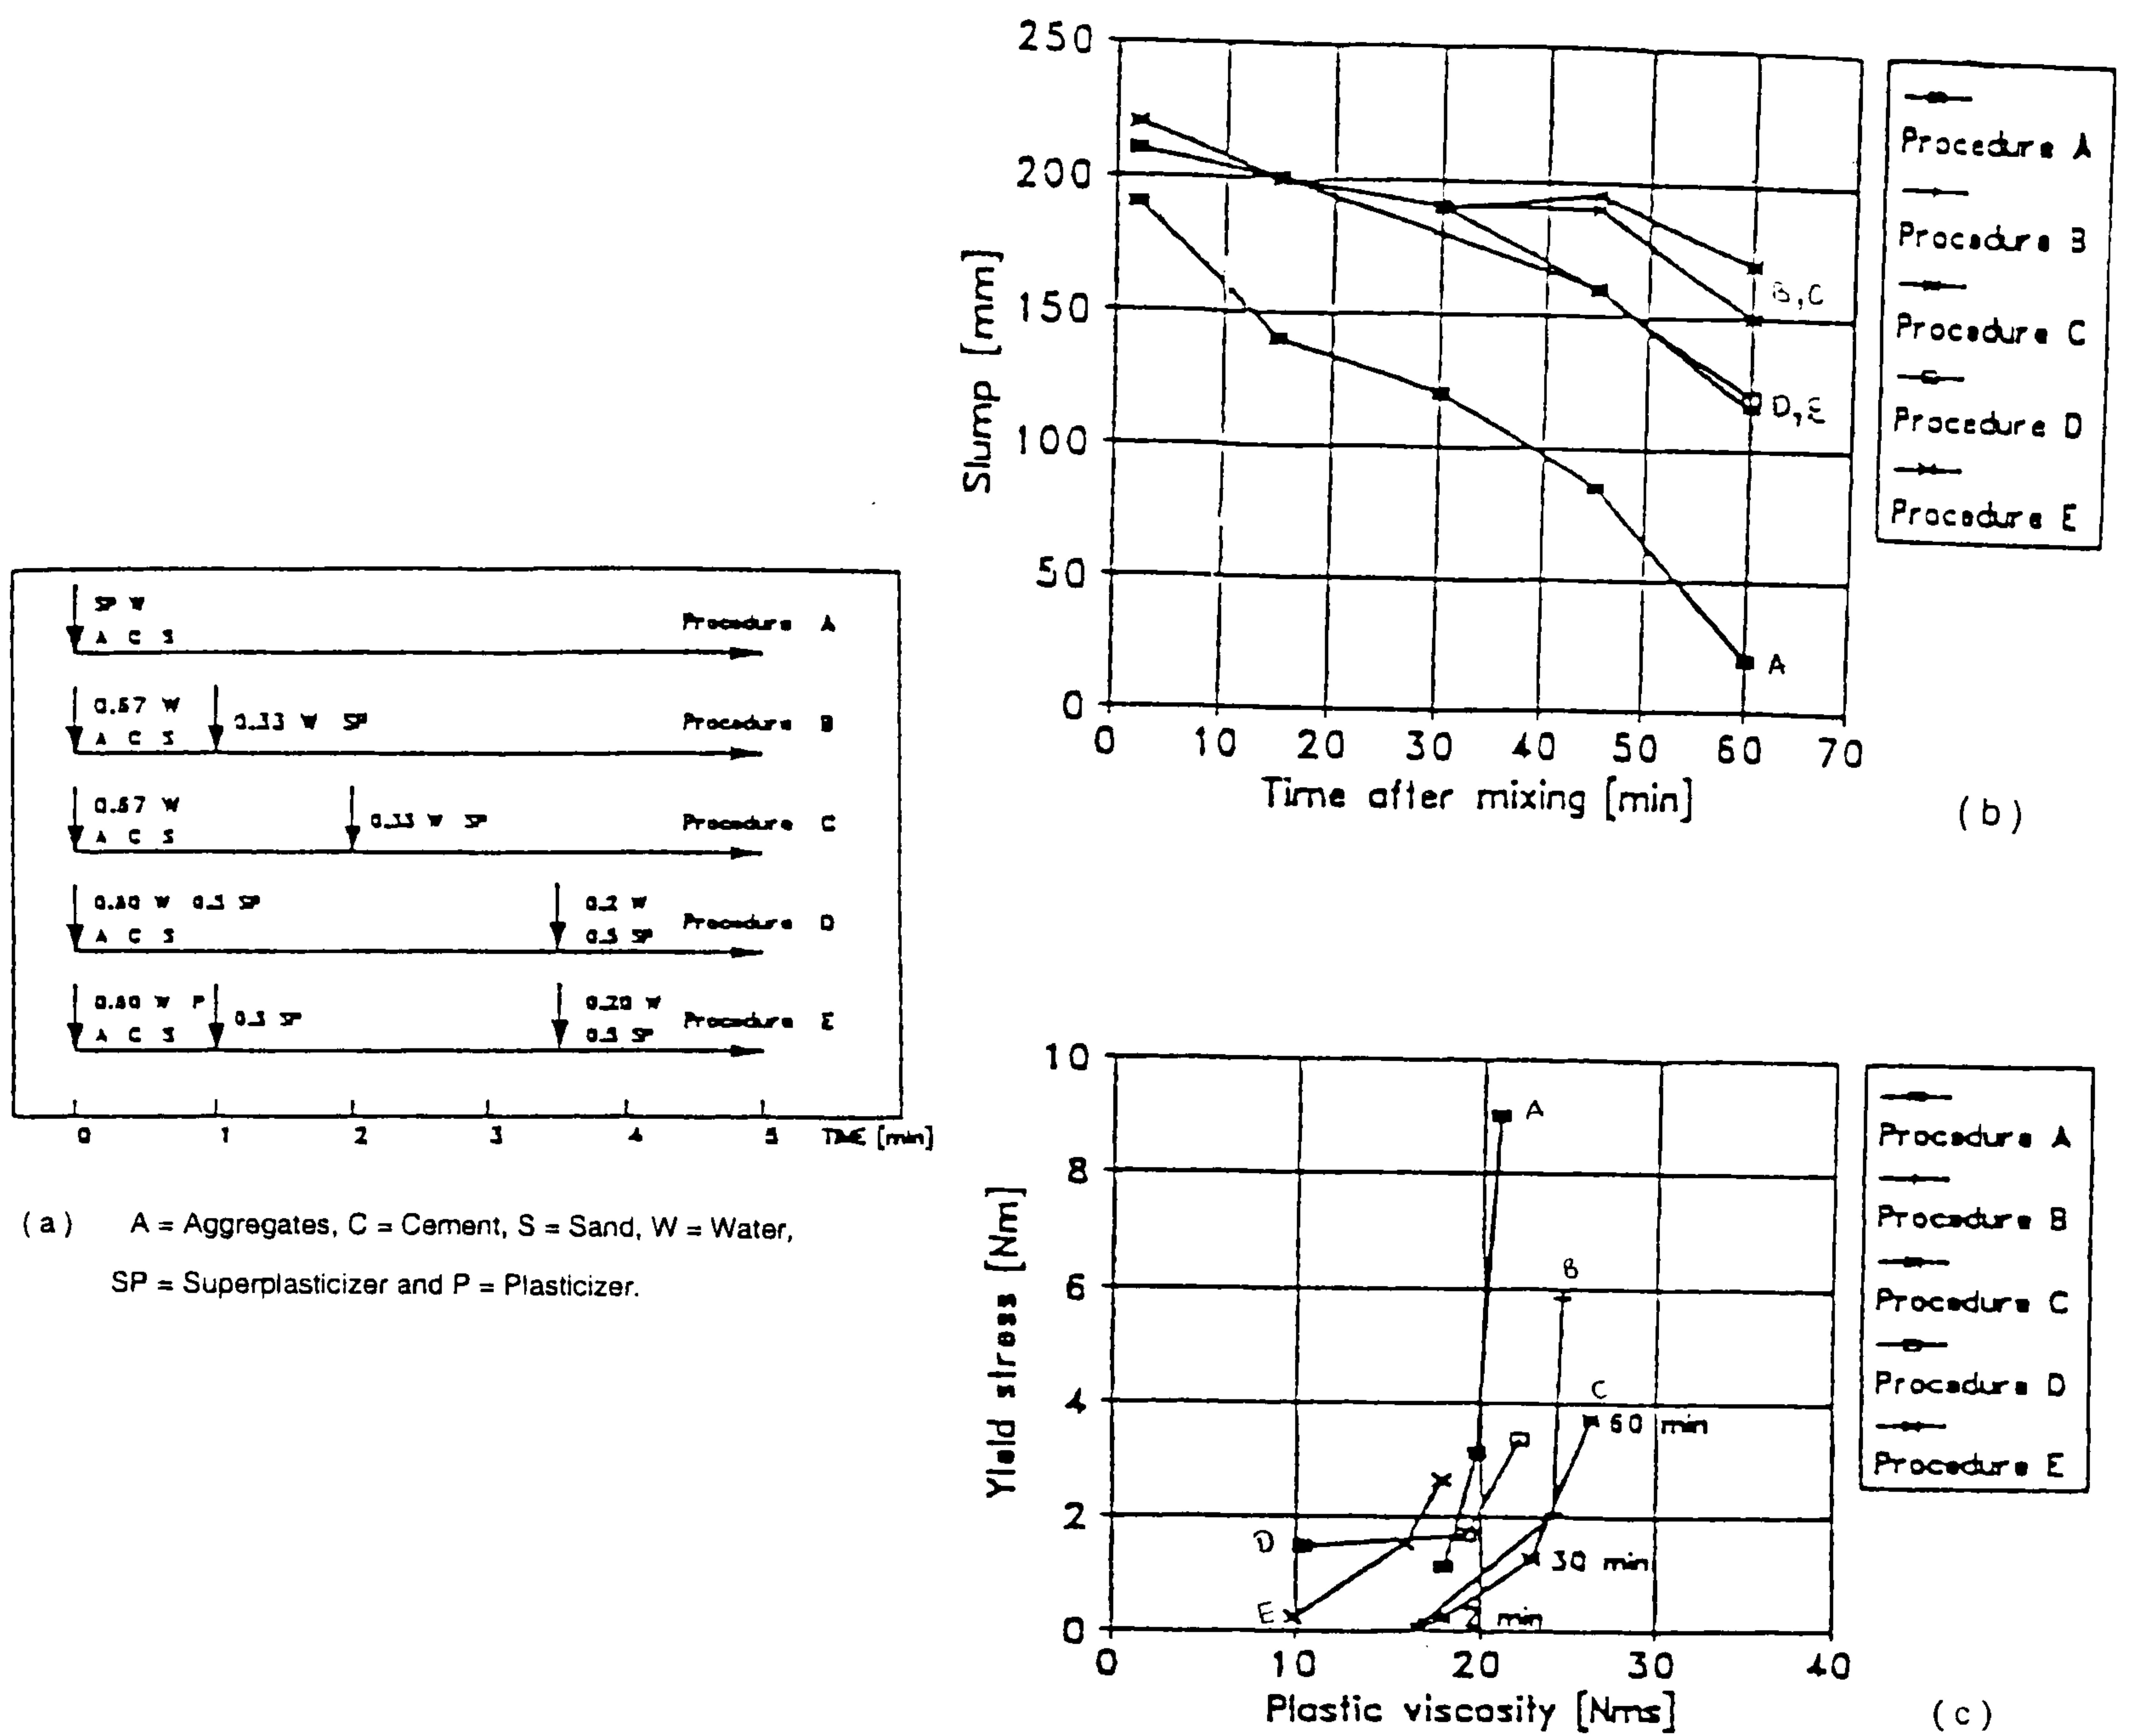 SP W
A C S
Procedure A
0.67 W
A C S
0.33 W SP
Procedure B
0.67 W
A C S
0.33 W SP
Procedure C
0.80 W 0.5 SP
A C S
0.2 W
0.5 SP
Procedure D
0.80 W P
A C S
0.5 SP
0.20 W
0.5 SP
Procedure E
0 1 2 3 4 5 TIME [min]
(a) A = Aggregates, C = Cement, S = Sand, W = Water,
SP = Superplasticizer and P = Plasticizer.
250
200
150
100
50
0
Slump [mm]
0 10 20 30 40 50 60 70
Time after mixing [min]
B,C
D,E
A
Procedure A
Procedure B
Procedure C
Procedure D
Procedure E
(b)
10
8
6
4
2
0
Yield stress [Nm]
0 10 20 30 40
Plastic viscosity [Nms]
A
B
C
60 min
D
30 min
E
2 min
Procedure A
Procedure B
Procedure C
Procedure D
Procedure E
(c)